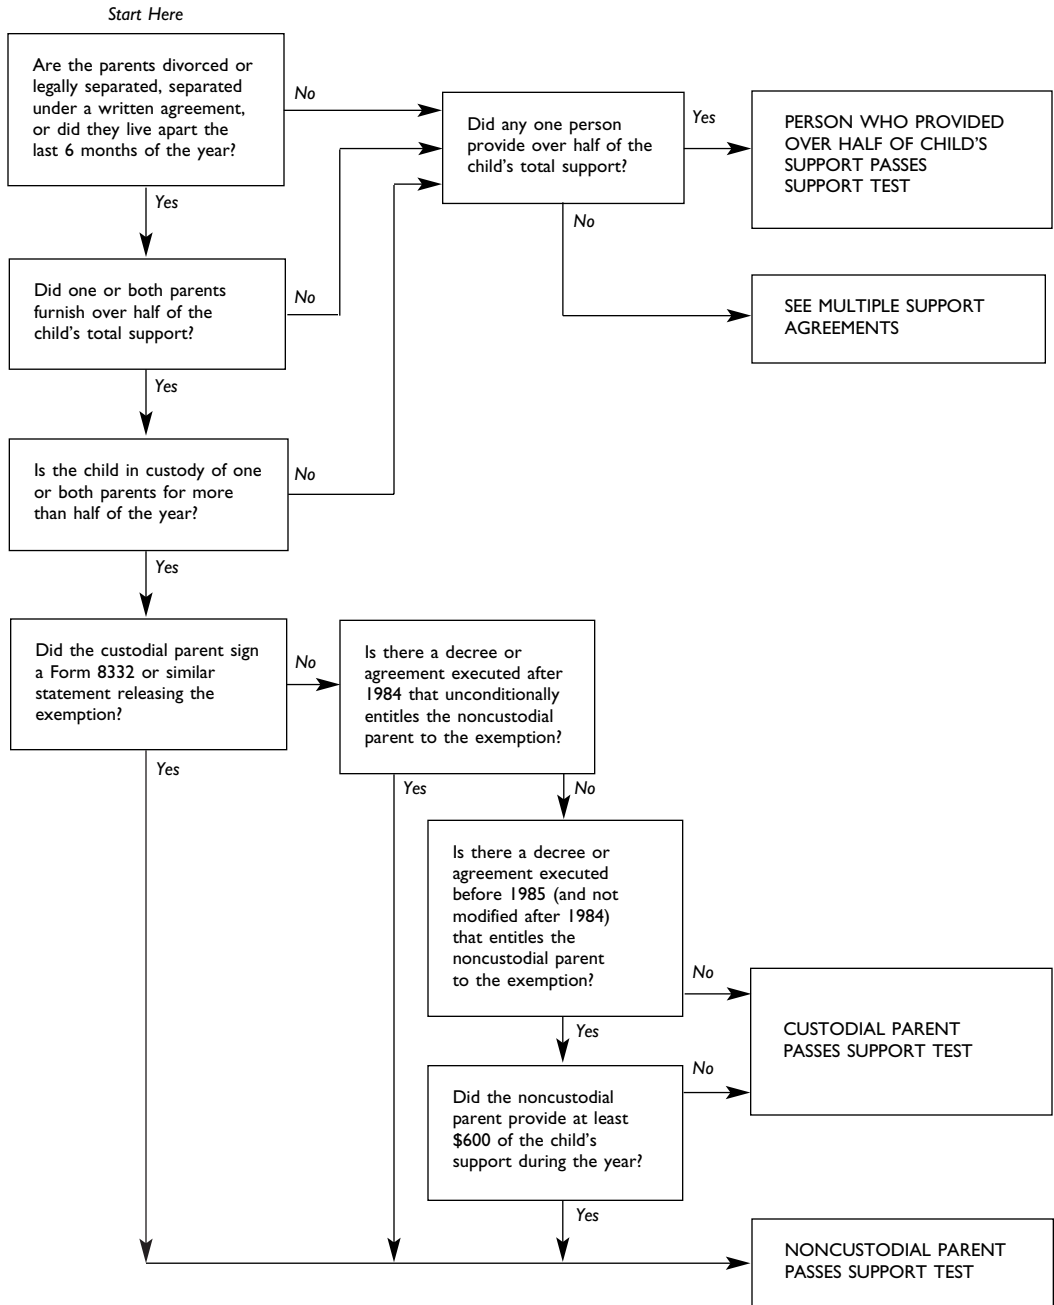 Start Here
Are the parents divorced or
legally separated, separated
under a written agreement,
or did they live apart the
last 6 months of the year?
No
Did any one person
provide over half of the
child's total support?
Yes
PERSON WHO PROVIDED
OVER HALF OF CHILD'S
SUPPORT PASSES
SUPPORT TEST
Yes
No
Did one or both parents
furnish over half of the
child's total support?
No
SEE MULTIPLE SUPPORT
AGREEMENTS
Yes
Is the child in custody of one
or both parents for more
than half of the year?
No
Yes
Did the custodial parent sign
a Form 8332 or similar
statement releasing the
exemption?
No
Is there a decree or
agreement executed after
1984 that unconditionally
entitles the noncustodial
parent to the exemption?
Yes
Yes
No
Is there a decree or
agreement executed
before 1985 (and not
modified after 1984)
that entitles the
noncustodial parent
to the exemption?
No
CUSTODIAL PARENT
PASSES SUPPORT TEST
Yes
Did the noncustodial
parent provide at least
$600 of the child's
support during the year?
No
Yes
NONCUSTODIAL PARENT
PASSES SUPPORT TEST